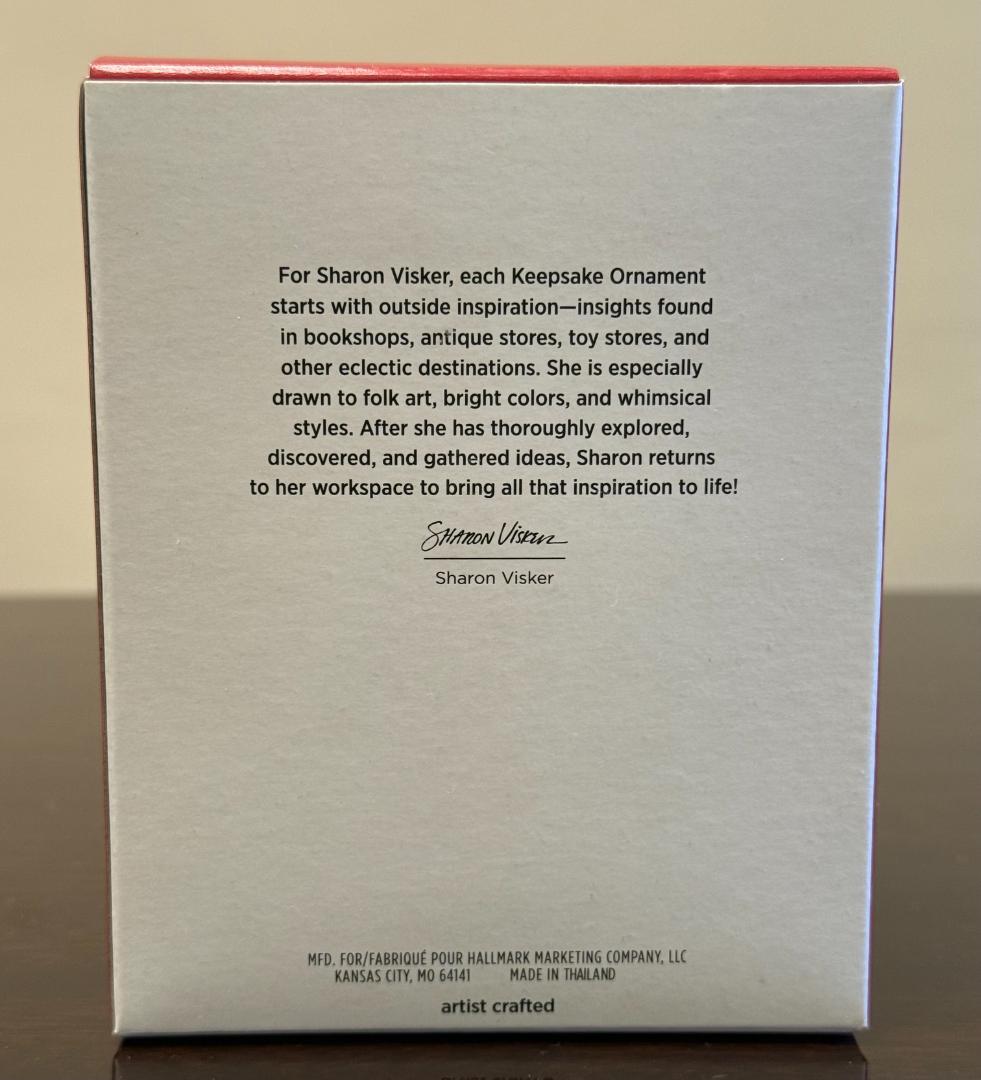 For Sharon Visker, each Keepsake Ornament
starts with outside inspiration—insights found
in bookshops, antique stores, toy stores, and
other eclectic destinations. She is especially
drawn to folk art, bright colors, and whimsical
styles. After she has thoroughly explored,
discovered, and gathered ideas, Sharon returns
to her workspace to bring all that inspiration to life!
Sharon Visker
Sharon Visker
MFD. FOR/FABRIQUÉ POUR HALLMARK MARKETING COMPANY, LLC
KANSAS CITY, MO 64141 MADE IN THAILAND
artist crafted